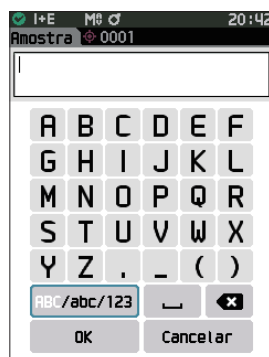 I+E M 20:42
Amostra 0001
A B C D E F
G H I J K L
M N O P Q R
S T U V W X
Y Z . _ ( )
ABC/abc/123
OK Cancelar